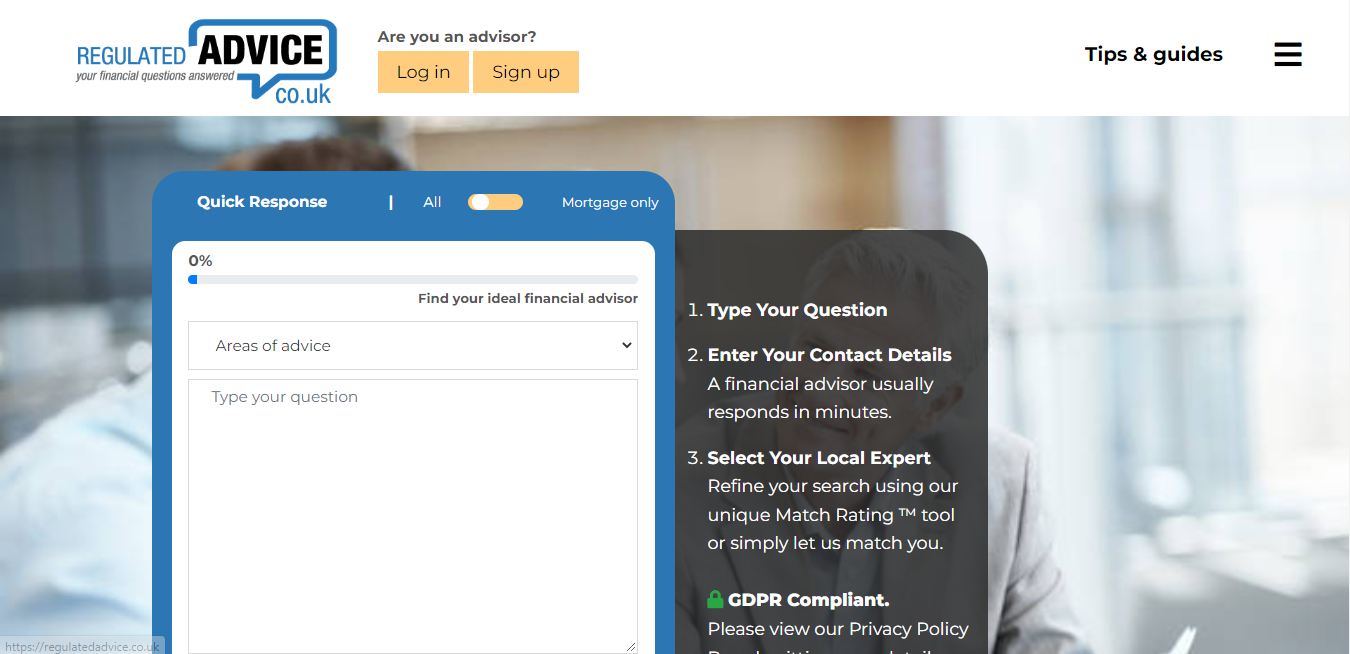 REGULATED ADVICE
your financial questions answered
co.uk
Are you an advisor?
Log in
Sign up
Tips & guides
Quick Response | All Mortgage only
0%
Find your ideal financial advisor
Areas of advice
Type your question
1. Type Your Question
2. Enter Your Contact Details
A financial advisor usually
responds in minutes.
3. Select Your Local Expert
Refine your search using our
unique Match Rating ™ tool
or simply let us match you.
GDPR Compliant.
Please view our Privacy Policy
https://regulatedadvice.co.uk